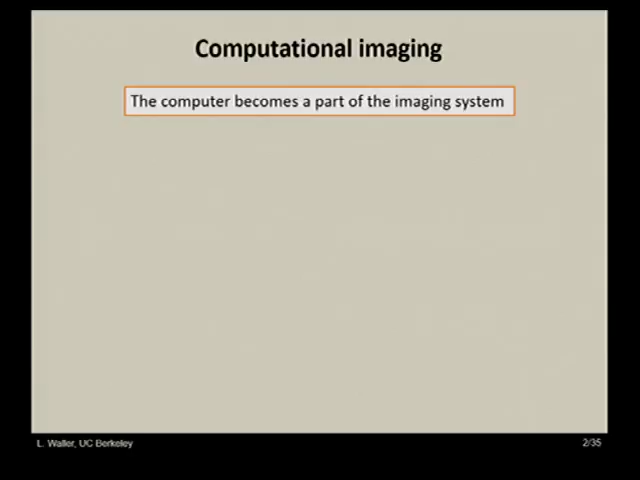 Computational imaging
The computer becomes a part of the imaging system
L. Waller, UC Berkeley
2/35